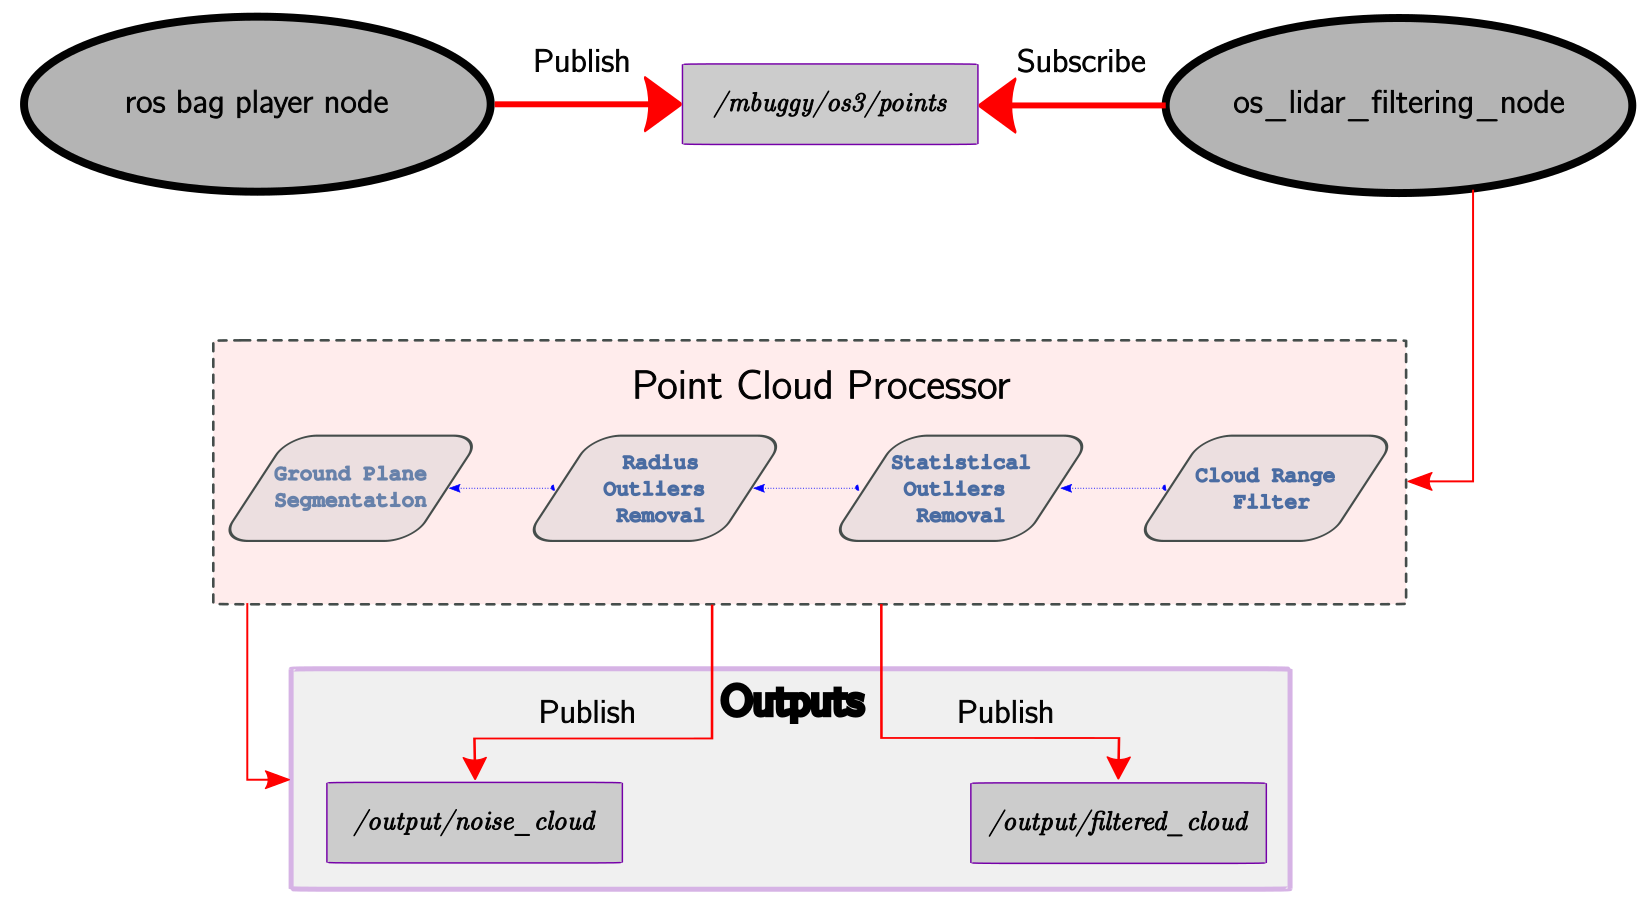 Publish
Subscribe
ros bag player node
/mbuggy/os3/points
os_lidar_filtering_node
Point Cloud Processor
Ground Plane
Segmentation
Radius
Outliers
Removal
Statistical
Outliers
Removal
Cloud Range
Filter
Outputs
Publish
Publish
/output/noise_cloud
/output/filtered_cloud